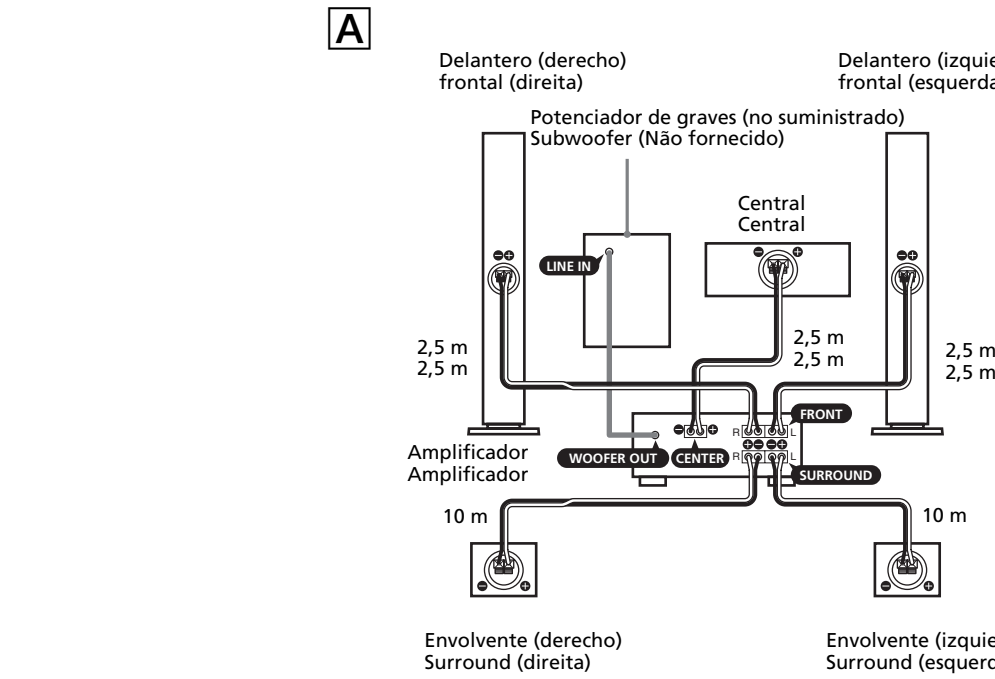 A
Delantero (derecho)
frontal (direita)
Potenciador de graves (no suministrado)
Subwoofer (Não fornecido)
Central
Central
LINE IN
2,5 m
2,5 m
2,5 m
2,5 m
2,5 m
2,5 m
FRONT
R L
Amplificador
Amplificador
WOOFER OUT
CENTER
R L
SURROUND
10 m
10 m
Envolvente (derecho)
Surround (direita)
Delantero (izquie
frontal (esquerda
Envolvente (izquie
Surround (esquerd